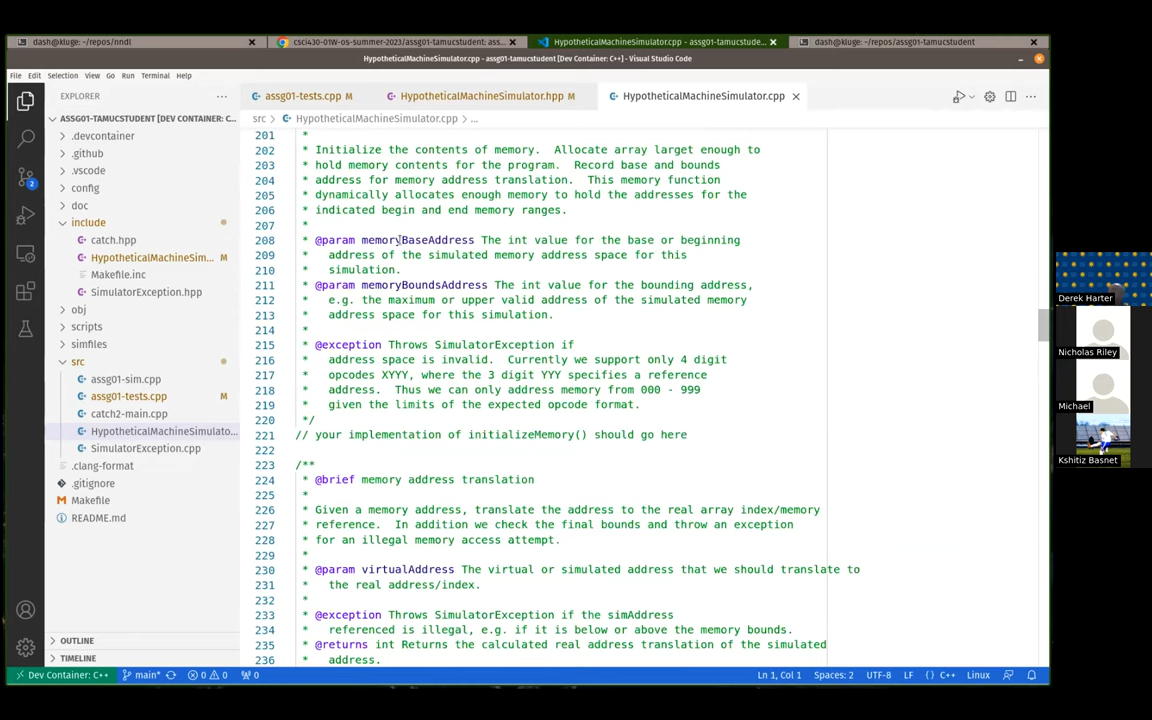 dash@kluge: ~/repos/nndl
csci430-01W-os-summer-2023/assg01-tamucstudent: ass...
HypotheticalMachineSimulator.cpp - assg01-tamucstude...
dash@kluge: ~/repos/assg01-tamucstudent
HypotheticalMachineSimulator.cpp - assg01-tamucstudent [Dev Container: C++] - Visual Studio Code
File Edit Selection View Go Run Terminal Help
EXPLORER
assg01-tests.cpp M
HypotheticalMachineSimulator.hpp M
HypotheticalMachineSimulator.cpp
ASSG01-TAMUCSTUDENT [DEV CONTAINER: C++]
src > HypotheticalMachineSimulator.cpp > ...
.devcontainer
.github
.vscode
config
doc
include
catch.hpp
HypotheticalMachineSim... M
Makefile.inc
SimulatorException.hpp
obj
scripts
simfiles
src
assg01-sim.cpp
assg01-tests.cpp M
catch2-main.cpp
HypotheticalMachineSimulato...
SimulatorException.cpp
.clang-format
.gitignore
Makefile
README.md
OUTLINE
TIMELINE
2
201 *
202 * Initialize the contents of memory.  Allocate array larget enough to
203 * hold memory contents for the program.  Record base and bounds
204 * address for memory address translation.  This memory function
205 * dynamically allocates enough memory to hold the addresses for the
206 * indicated begin and end memory ranges.
207 *
208 * @param memoryBaseAddress The int value for the base or beginning
209 *   address of the simulated memory address space for this
210 *   simulation.
211 * @param memoryBoundsAddress The int value for the bounding address,
212 *   e.g. the maximum or upper valid address of the simulated memory
213 *   address space for this simulation.
214 *
215 * @exception Throws SimulatorException if
216 *   address space is invalid.  Currently we support only 4 digit
217 *   opcodes XYYY, where the 3 digit YYY specifies a reference
218 *   address.  Thus we can only address memory from 000 - 999
219 *   given the limits of the expected opcode format.
220 */
221 // your implementation of initializeMemory() should go here
222
223 /**
224 * @brief memory address translation
225 *
226 * Given a memory address, translate the address to the real array index/memory
227 * reference.  In addition we check the final bounds and throw an exception
228 * for an illegal memory access attempt.
229 *
230 * @param virtualAddress The virtual or simulated address that we should translate to
231 *   the real address/index.
232 *
233 * @exception Throws SimulatorException if the simAddress
234 *   referenced is illegal, e.g. if it is below or above the memory bounds.
235 * @returns int Returns the calculated real address translation of the simulated
236 *   address.
Dev Container: C++ main* 0 0 0 Ln 1, Col 1 Spaces: 2 UTF-8 LF {} C++ Linux
Derek Harter
Nicholas Riley
Michael
Kshitiz Basnet